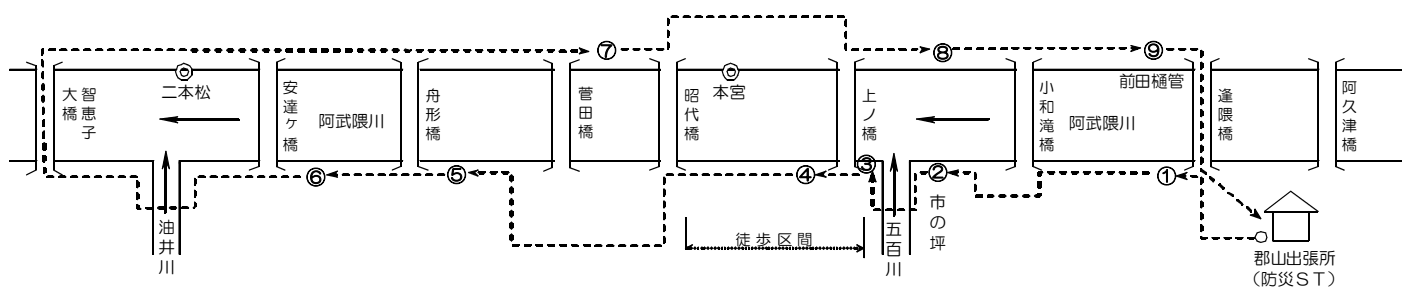 ⑦
⑧
⑨
智恵子大橋
二本松
安達ヶ橋
阿武隈川
舟形橋
菅田橋
昭代橋
本宮
上ノ橋
小和滝橋
阿武隈川
前田樋管
逢隈橋
阿久津橋
⑥
⑤
④
③
②
①
油井川
徒歩区間
五百川
市の坪
郡山出張所
（防災ＳＴ）